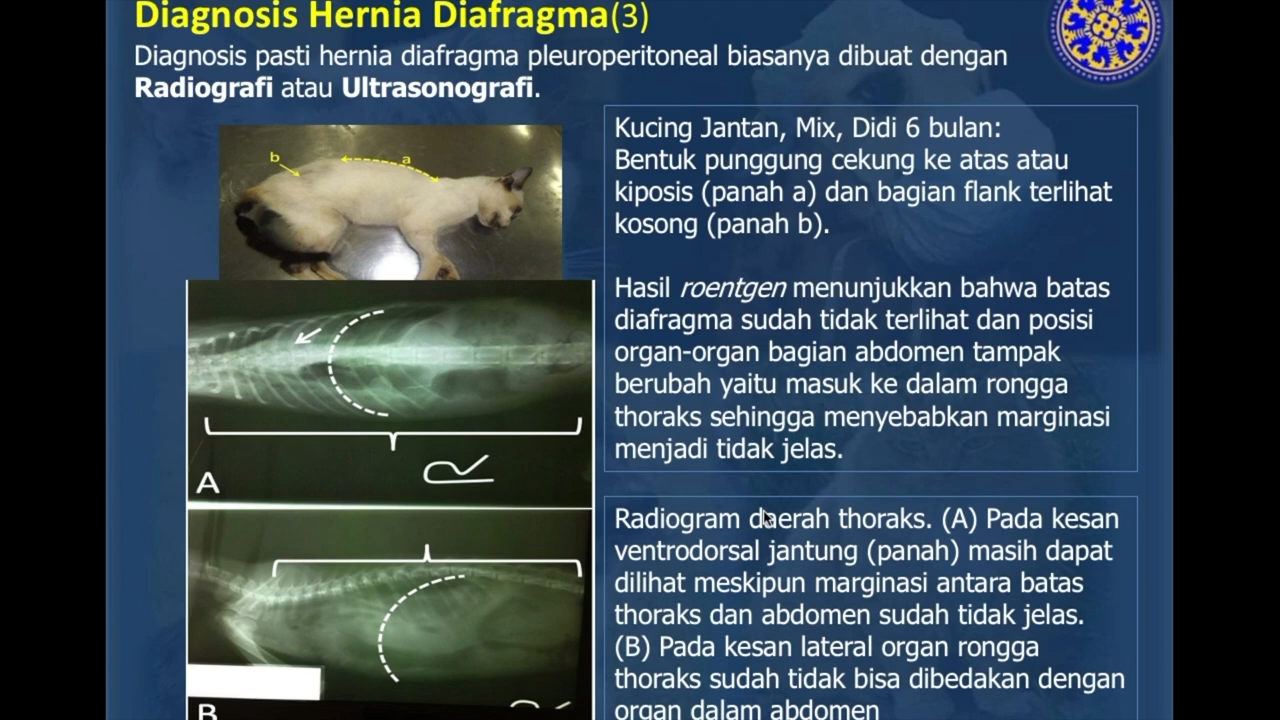 Diagnosis Hernia Diafragma(3)
Diagnosis pasti hernia diafragma pleuroperitoneal biasanya dibuat dengan
Radiografi atau Ultrasonografi.
b
a
Kucing Jantan, Mix, Didi 6 bulan:
Bentuk punggung cekung ke atas atau
kiposis (panah a) dan bagian flank terlihat
kosong (panah b).
Hasil roentgen menunjukkan bahwa batas
diafragma sudah tidak terlihat dan posisi
organ-organ bagian abdomen tampak
berubah yaitu masuk ke dalam rongga
thoraks sehingga menyebabkan marginasi
menjadi tidak jelas.
A
R
B
Radiogram daerah thoraks. (A) Pada kesan
ventrodorsal jantung (panah) masih dapat
dilihat meskipun marginasi antara batas
thoraks dan abdomen sudah tidak jelas.
(B) Pada kesan lateral organ rongga
thoraks sudah tidak bisa dibedakan dengan
organ dalam abdomen